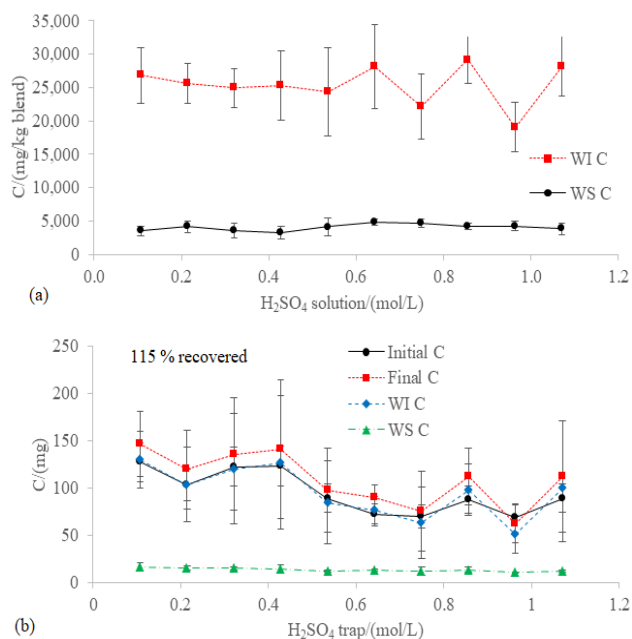 (a)
C/(mg/kg blend)
35,000
30,000
25,000
20,000
15,000
10,000
5,000
0
WI C
WS C
0.0 0.2 0.4 0.6 0.8 1.0 1.2
H₂SO₄ solution/(mol/L)
(b)
C/(mg)
250
200
150
100
50
0
115 % recovered
Initial C
Final C
WI C
WS C
0 0.2 0.4 0.6 0.8 1.0 1.2
H₂SO₄ trap/(mol/L)